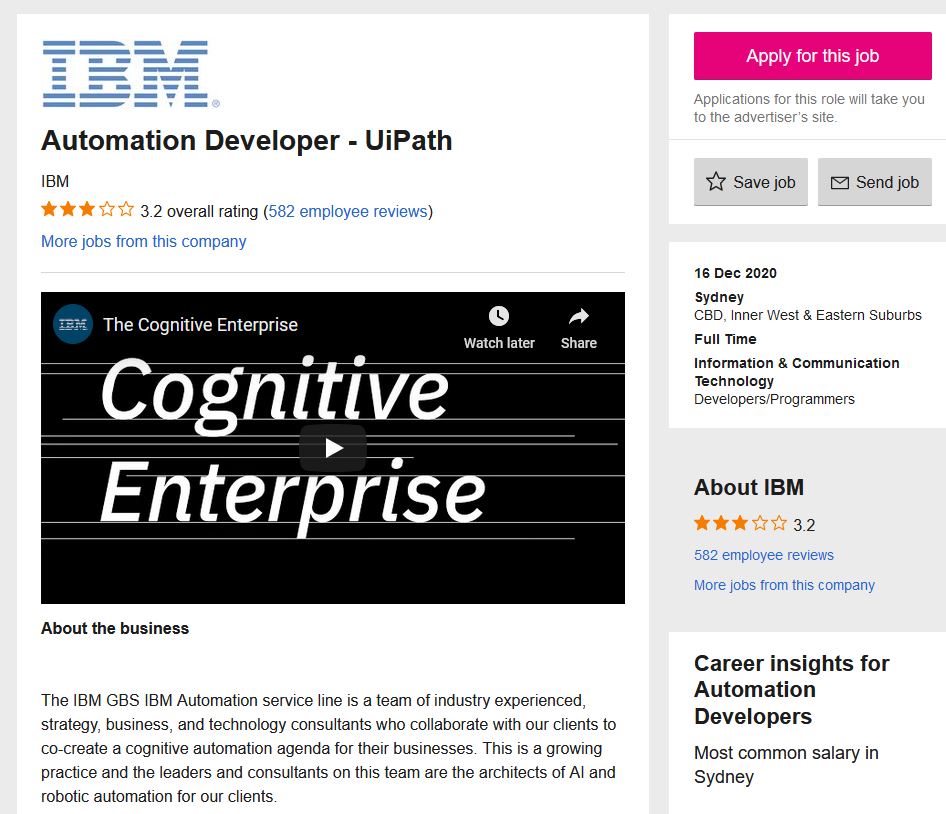 IBM®
Automation Developer - UiPath
IBM
3.2 overall rating (582 employee reviews)
More jobs from this company
IBM
The Cognitive Enterprise
Watch later
Share
Cognitive
Enterprise
About the business
The IBM GBS IBM Automation service line is a team of industry experienced,
strategy, business, and technology consultants who collaborate with our clients to
co-create a cognitive automation agenda for their businesses. This is a growing
practice and the leaders and consultants on this team are the architects of AI and
robotic automation for our clients.
Apply for this job
Applications for this role will take you
to the advertiser's site.
Save job
Send job
16 Dec 2020
Sydney
CBD, Inner West & Eastern Suburbs
Full Time
Information & Communication
Technology
Developers/Programmers
About IBM
3.2
582 employee reviews
More jobs from this company
Career insights for
Automation
Developers
Most common salary in
Sydney